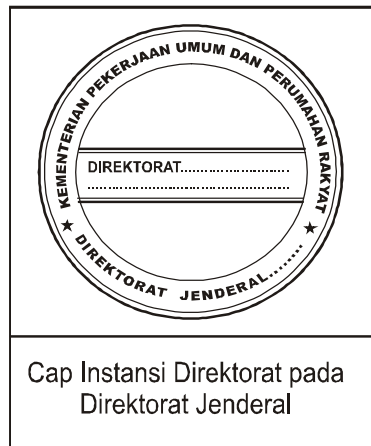 KEMENTERIAN PEKERJAAN UMUM DAN PERUMAHAN RAKYAT
DIREKTORAT............................
................................................
★ DIREKTORAT JENDERAL......... ★
Cap Instansi Direktorat pada
Direktorat Jenderal